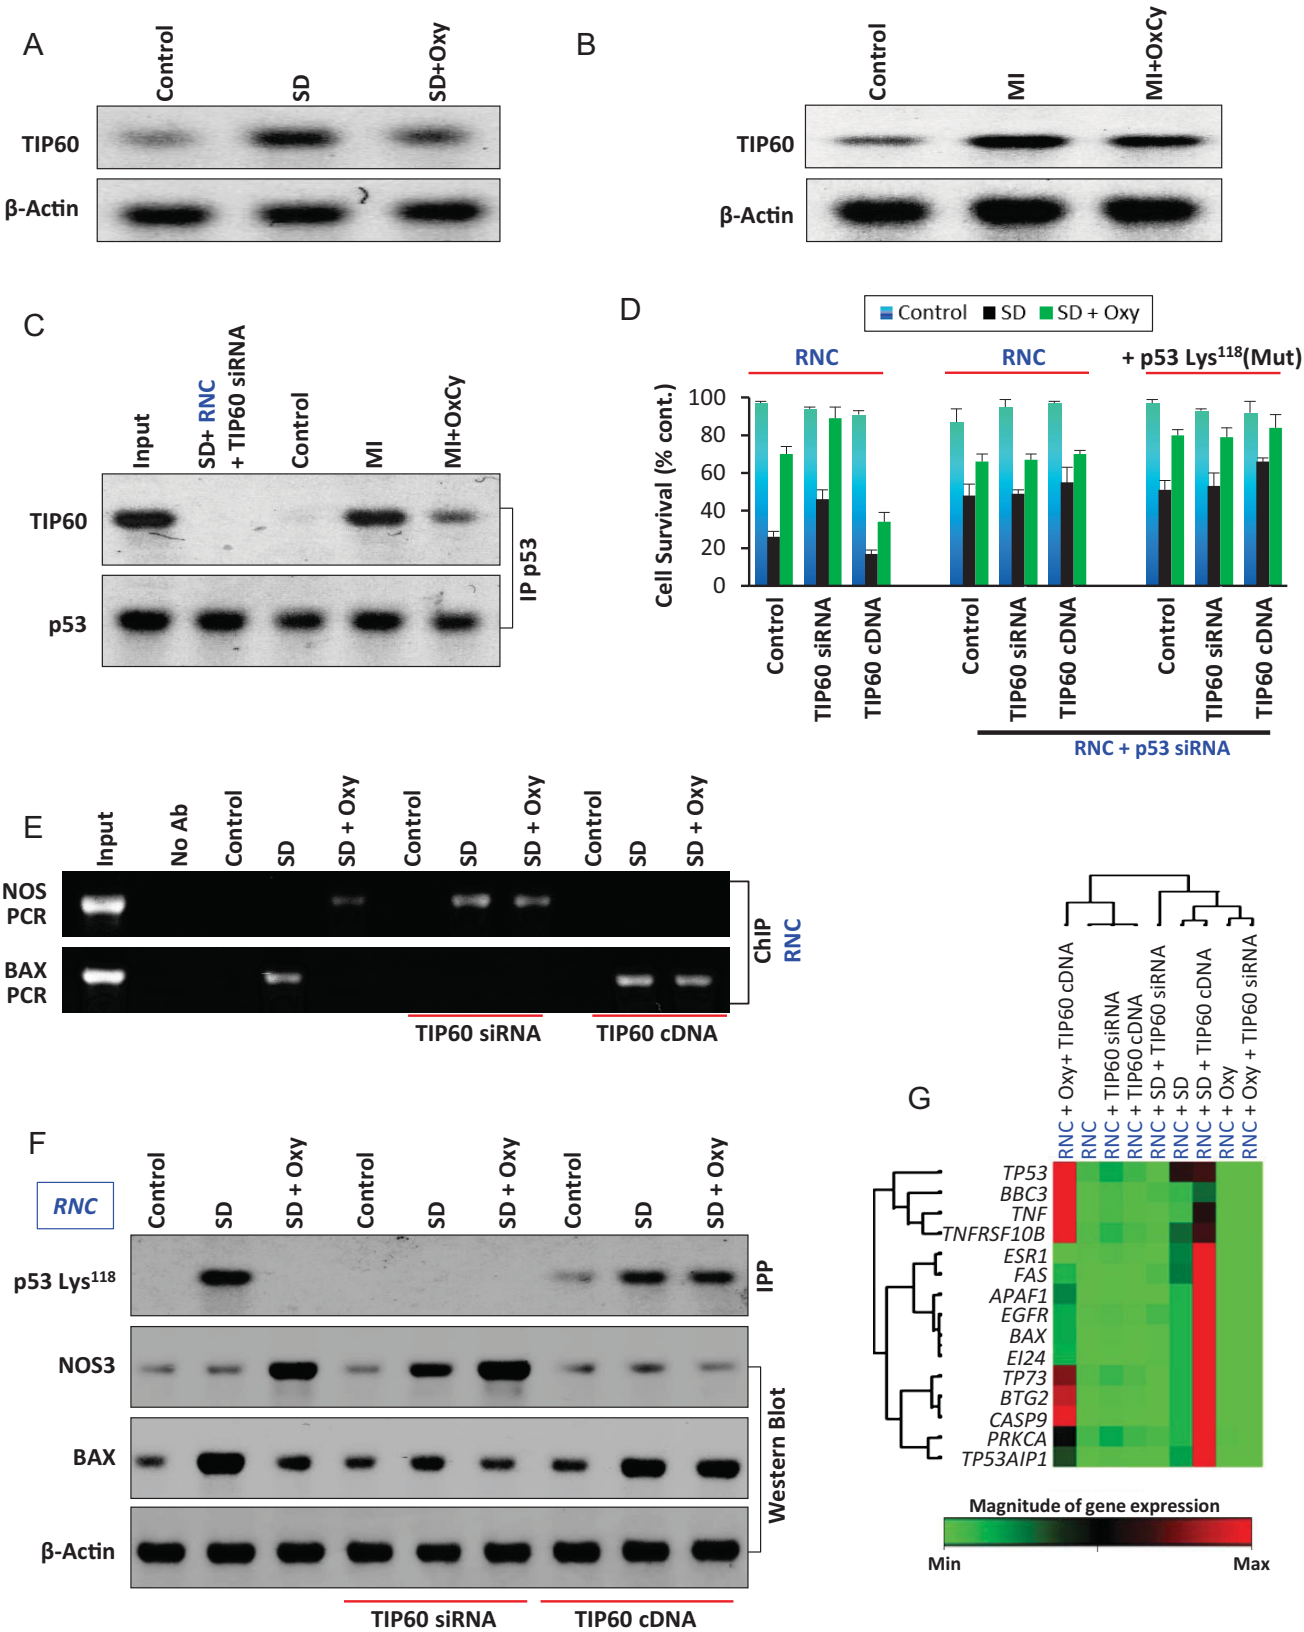 A
Control
SD
SD+Oxy
TIP60
β-Actin
B
Control
MI
MI+OxCy
TIP60
β-Actin
C
Input
SD+ RNC
+ TIP60 siRNA
Control
MI
MI+OxCy
TIP60
p53
IP p53
D
Control SD SD + Oxy
RNC
RNC
+ p53 Lys118(Mut)
Cell Survival (% cont.)
100
80
60
40
20
0
Control
TIP60 siRNA
TIP60 cDNA
Control
TIP60 siRNA
TIP60 cDNA
Control
TIP60 siRNA
TIP60 cDNA
RNC + p53 siRNA
E
Input
No Ab
Control
SD
SD + Oxy
Control
SD
SD + Oxy
Control
SD
SD + Oxy
NOS
PCR
BAX
PCR
ChIP
RNC
TIP60 siRNA
TIP60 cDNA
F
RNC
Control
SD
SD + Oxy
Control
SD
SD + Oxy
Control
SD
SD + Oxy
p53 Lys118
NOS3
BAX
β-Actin
IPP
Western Blot
TIP60 siRNA
TIP60 cDNA
G
RNC + Oxy+ TIP60 cDNA
RNC
RNC + TIP60 siRNA
RNC + TIP60 cDNA
RNC + SD + TIP60 siRNA
RNC + SD
RNC + SD + TIP60 cDNA
RNC + Oxy
RNC + Oxy + TIP60 siRNA
TP53
BBC3
TNF
TNFRSF10B
ESR1
FAS
APAF1
EGFR
BAX
EI24
TP73
BTG2
CASP9
PRKCA
TP53AIP1
Magnitude of gene expression
Min
Max